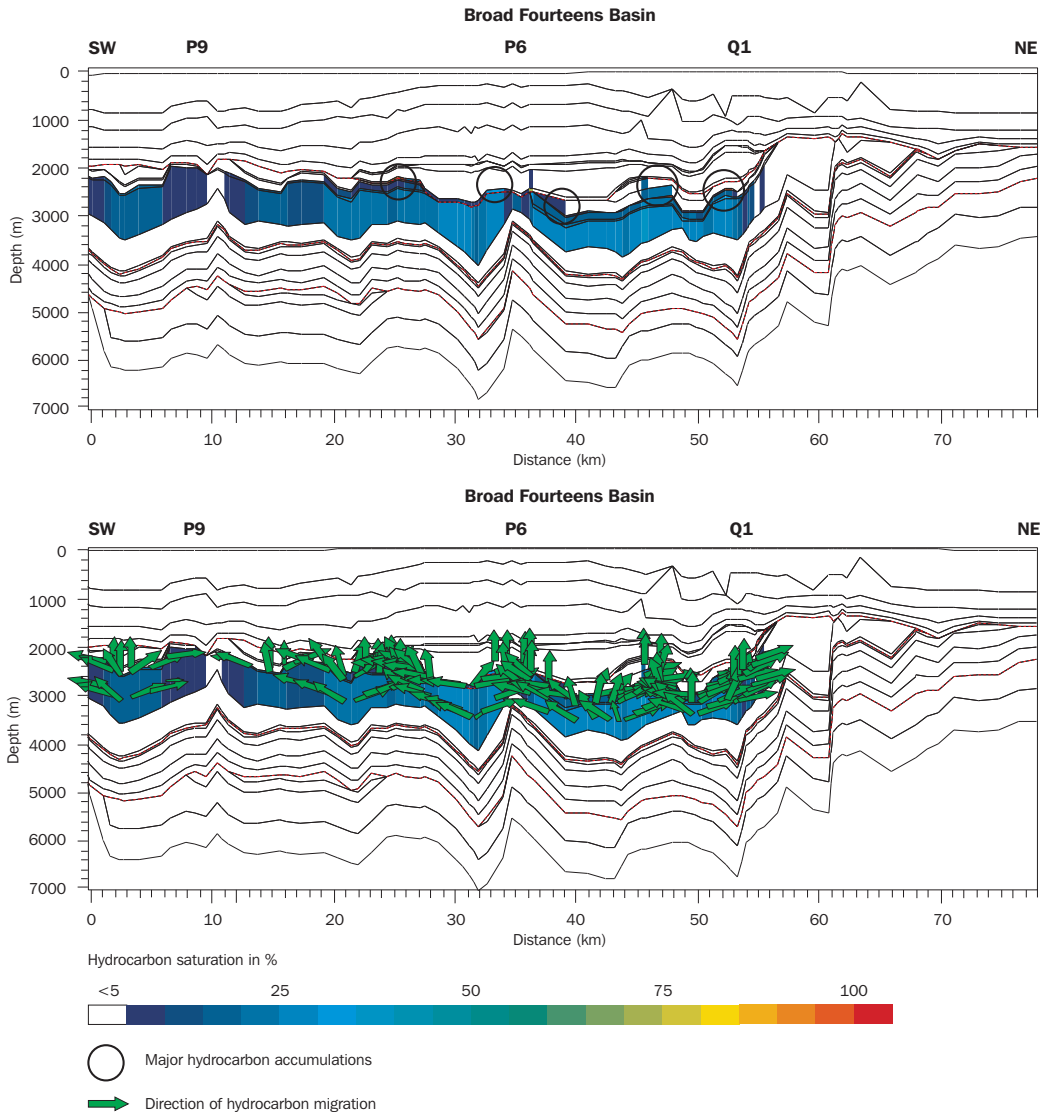 Broad Fourteens Basin
SW P9 P6 Q1 NE
0
1000
2000
3000
4000
5000
6000
7000
Depth (m)
0 10 20 30 40 50 60 70
Distance (km)
Broad Fourteens Basin
SW P9 P6 Q1 NE
0
1000
2000
3000
4000
5000
6000
7000
Depth (m)
0 10 20 30 40 50 60 70
Distance (km)
Hydrocarbon saturation in %
<5 25 50 75 100
Major hydrocarbon accumulations
Direction of hydrocarbon migration